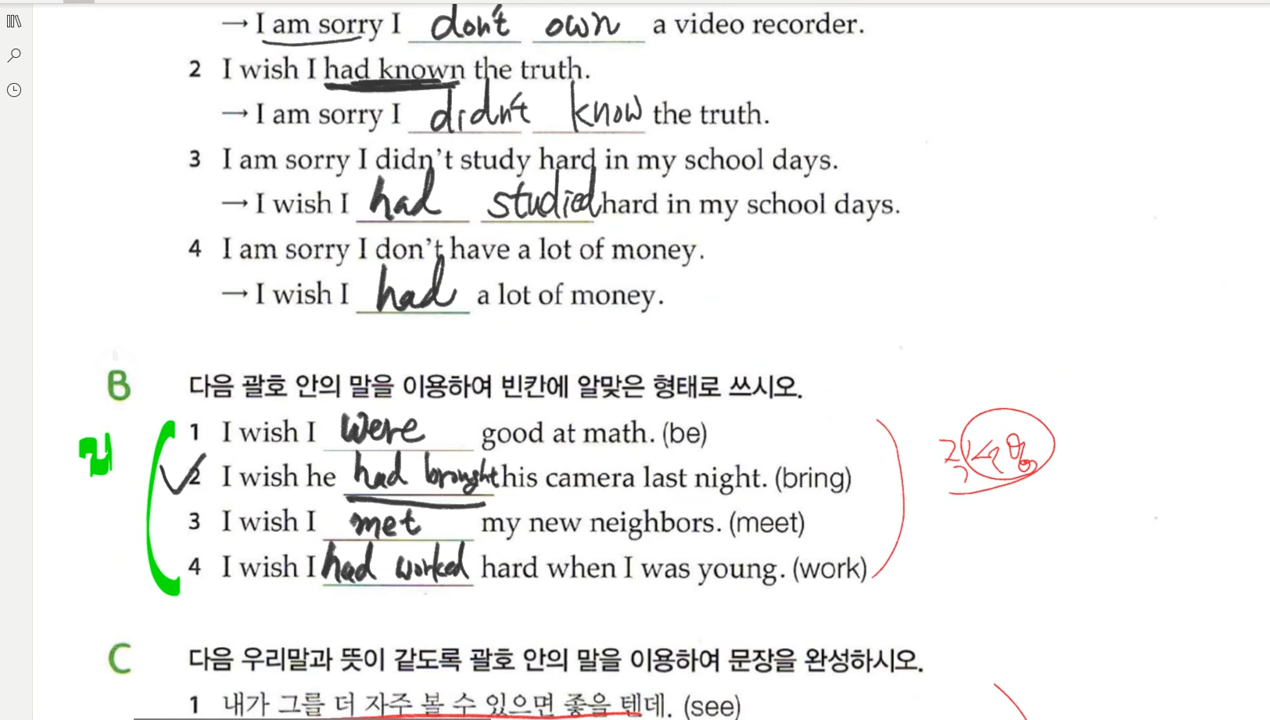 → I am sorry I don't own a video recorder.
2 I wish I had known the truth.
→ I am sorry I didn't know the truth.
3 I am sorry I didn't study hard in my school days.
→ I wish I had studied hard in my school days.
4 I am sorry I don't have a lot of money.
→ I wish I had a lot of money.
B 다음 괄호 안의 말을 이용하여 빈칸에 알맞은 형태로 쓰시오.
1 I wish I were good at math. (be)
2 I wish he had brought his camera last night. (bring)
3 I wish I met my new neighbors. (meet)
4 I wish I had worked hard when I was young. (work)
C 다음 우리말과 뜻이 같도록 괄호 안의 말을 이용하여 문장을 완성하시오.
1 내가 그를 더 자주 볼 수 있으면 좋을 텐데. (see)